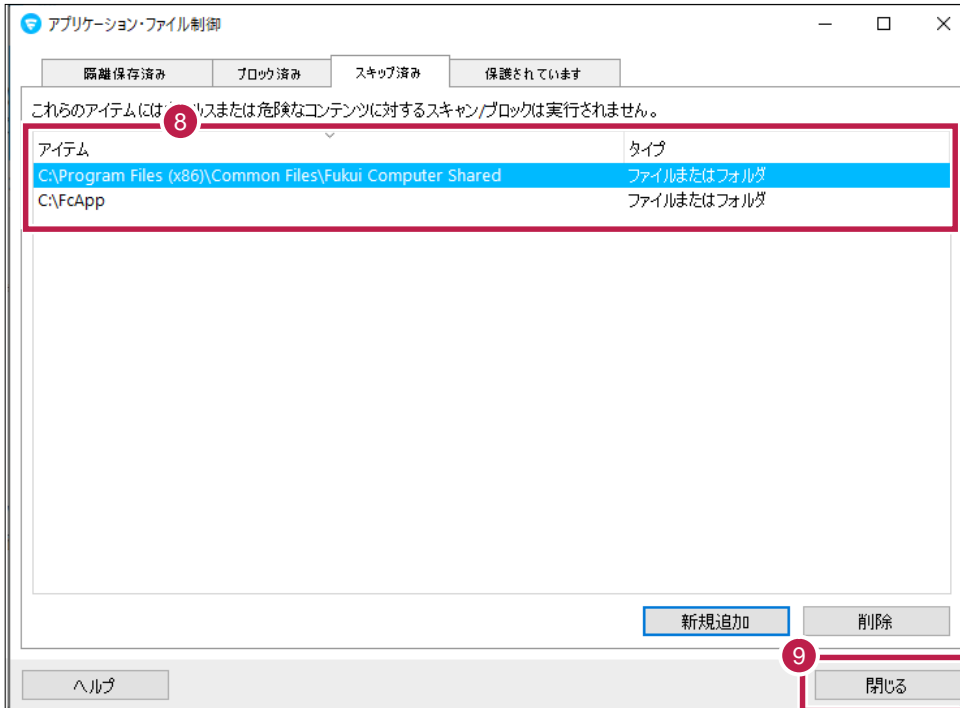 アプリケーション・ファイル制御
隔離保存済み
ブロック済み
スキップ済み
保護されています
これらのアイテムには ルスまたは危険なコンテンツに対するスキャン/ブロックは実行されません。
8
アイテム
タイプ
C:\Program Files (x86)\Common Files\Fukui Computer Shared
ファイルまたはフォルダ
C:\FcApp
ファイルまたはフォルダ
新規追加
削除
9
ヘルプ
閉じる